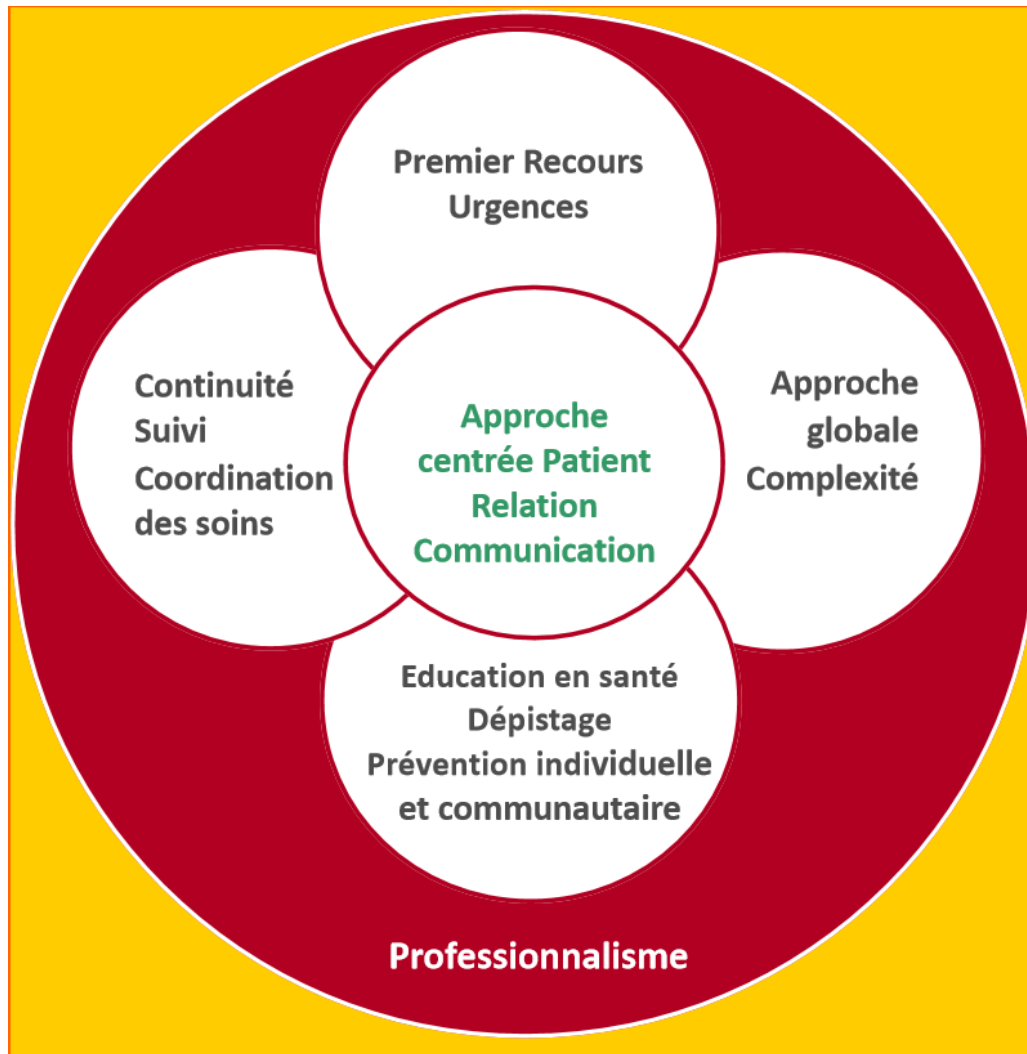 Premier Recours
Urgences
Continuité
Suivi
Coordination
des soins
Approche
centrée Patient
Relation
Communication
Approche
globale
Complexité
Education en santé
Dépistage
Prévention individuelle
et communautaire
Professionnalisme